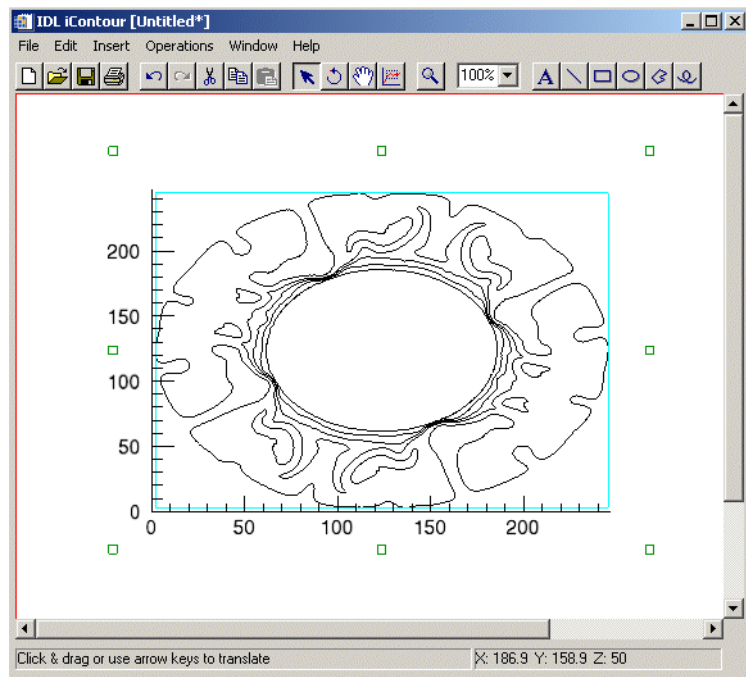 IDL iContour [Untitled*]
File Edit Insert Operations Window Help
100% A
200
150
100
50
0
0 50 100 150 200
Click & drag or use arrow keys to translate X: 186.9 Y: 158.9 Z: 50